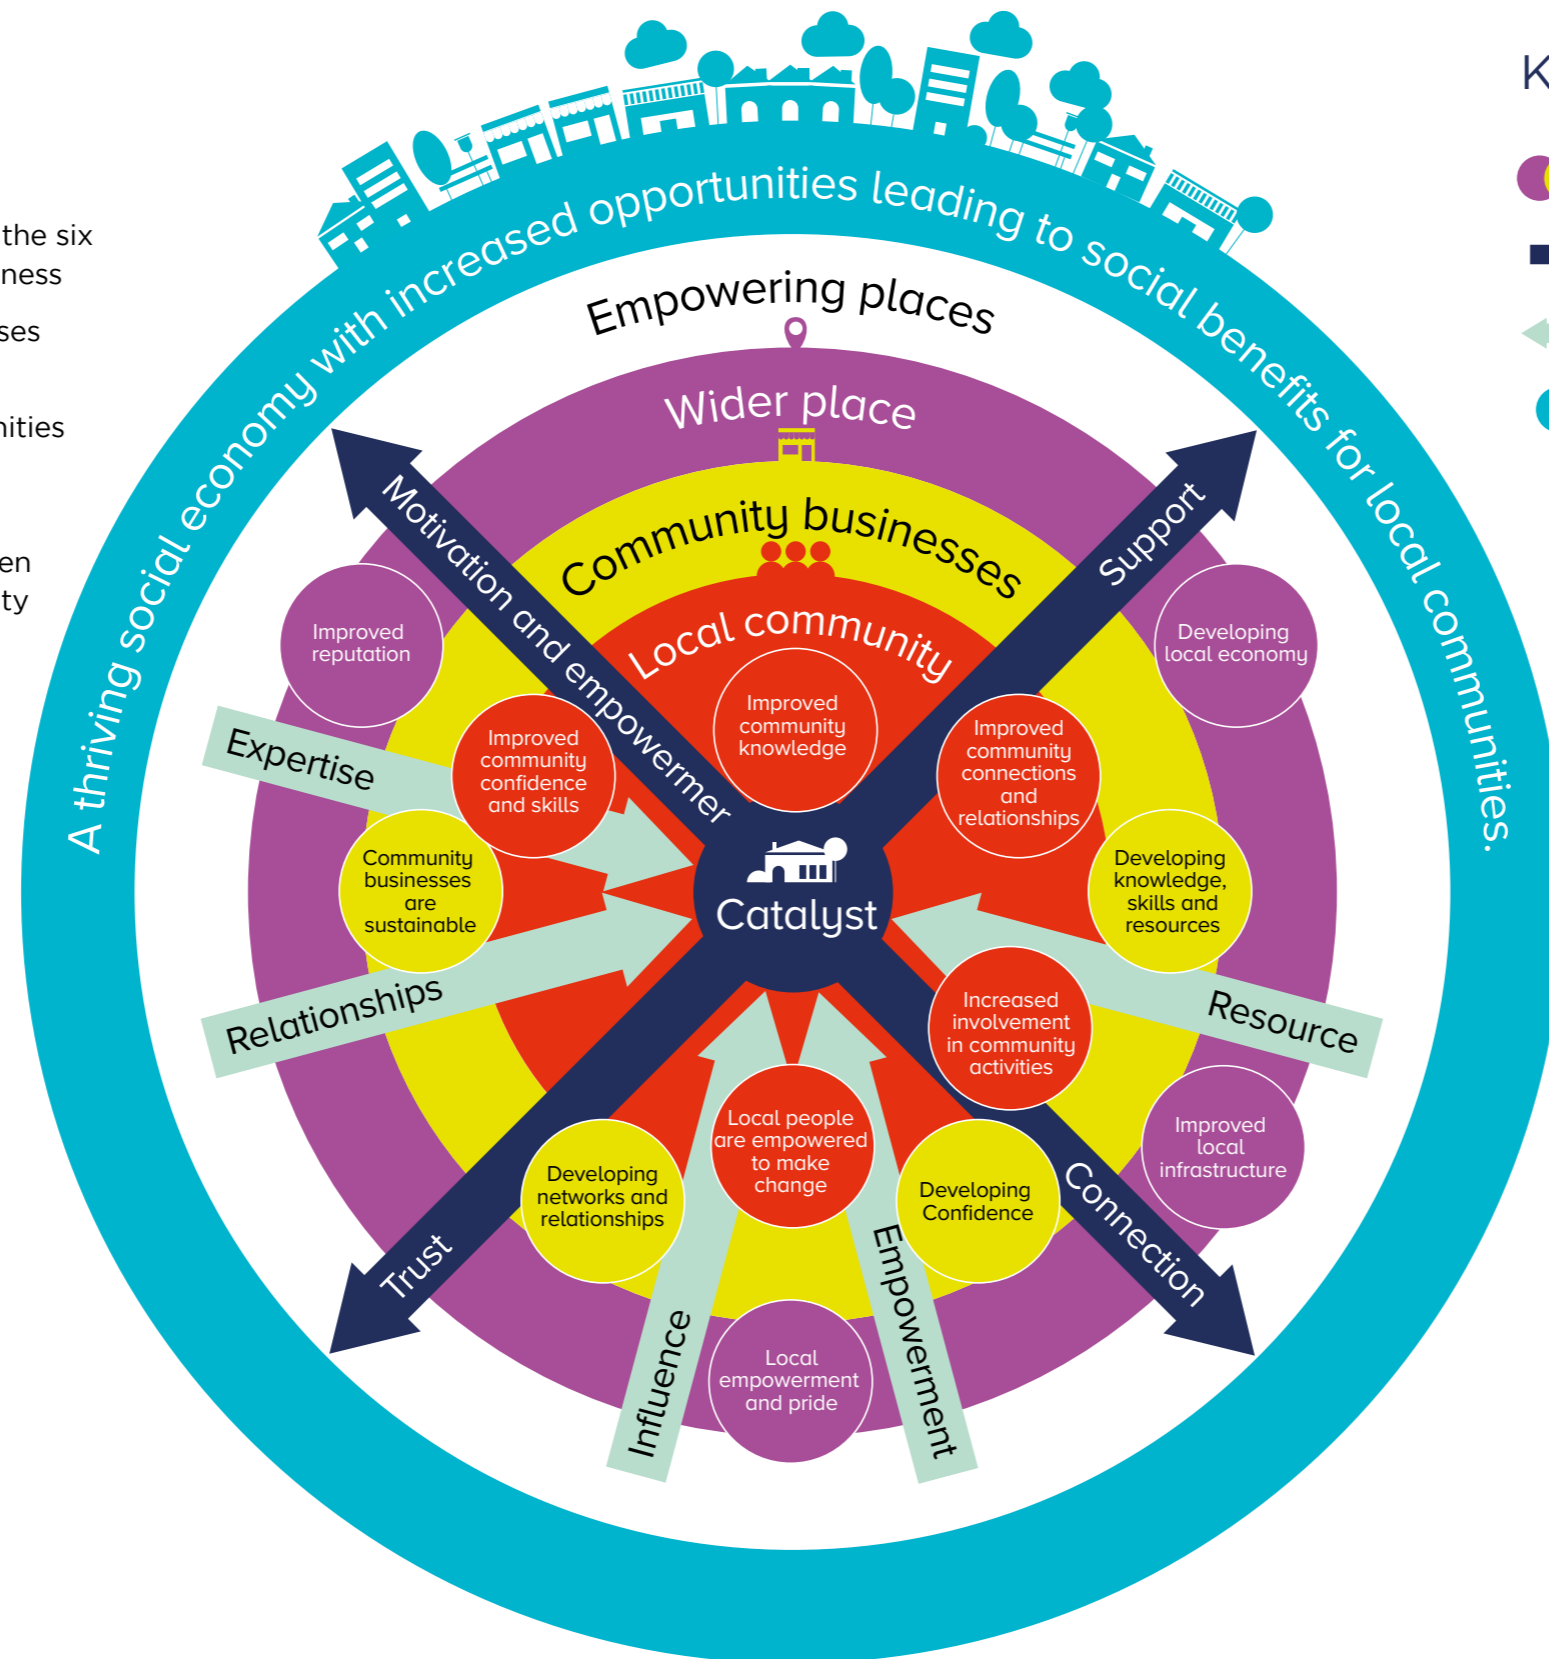 the six
ness
ses
nities
en
ty
K
A thriving social economy with increased opportunities leading to social benefits for local communities.
Empowering places
Wider place
Community businesses
Local community
Motivation and empowermer
Support
Improved
reputation
Developing
local economy
Improved
community
knowledge
Expertise
Improved
community
confidence
and skills
Improved
community
connections
and
relationships
Community
businesses
are
sustainable
Catalyst
Developing
knowledge,
skills and
resources
Relationships
Resource
Increased
involvement
in community
activities
Local people
are empowered
to make
change
Improved
local
infrastructure
Developing
networks and
relationships
Developing
Confidence
Trust
Connection
Influence
Empowerment
Local
empowerment
and pride